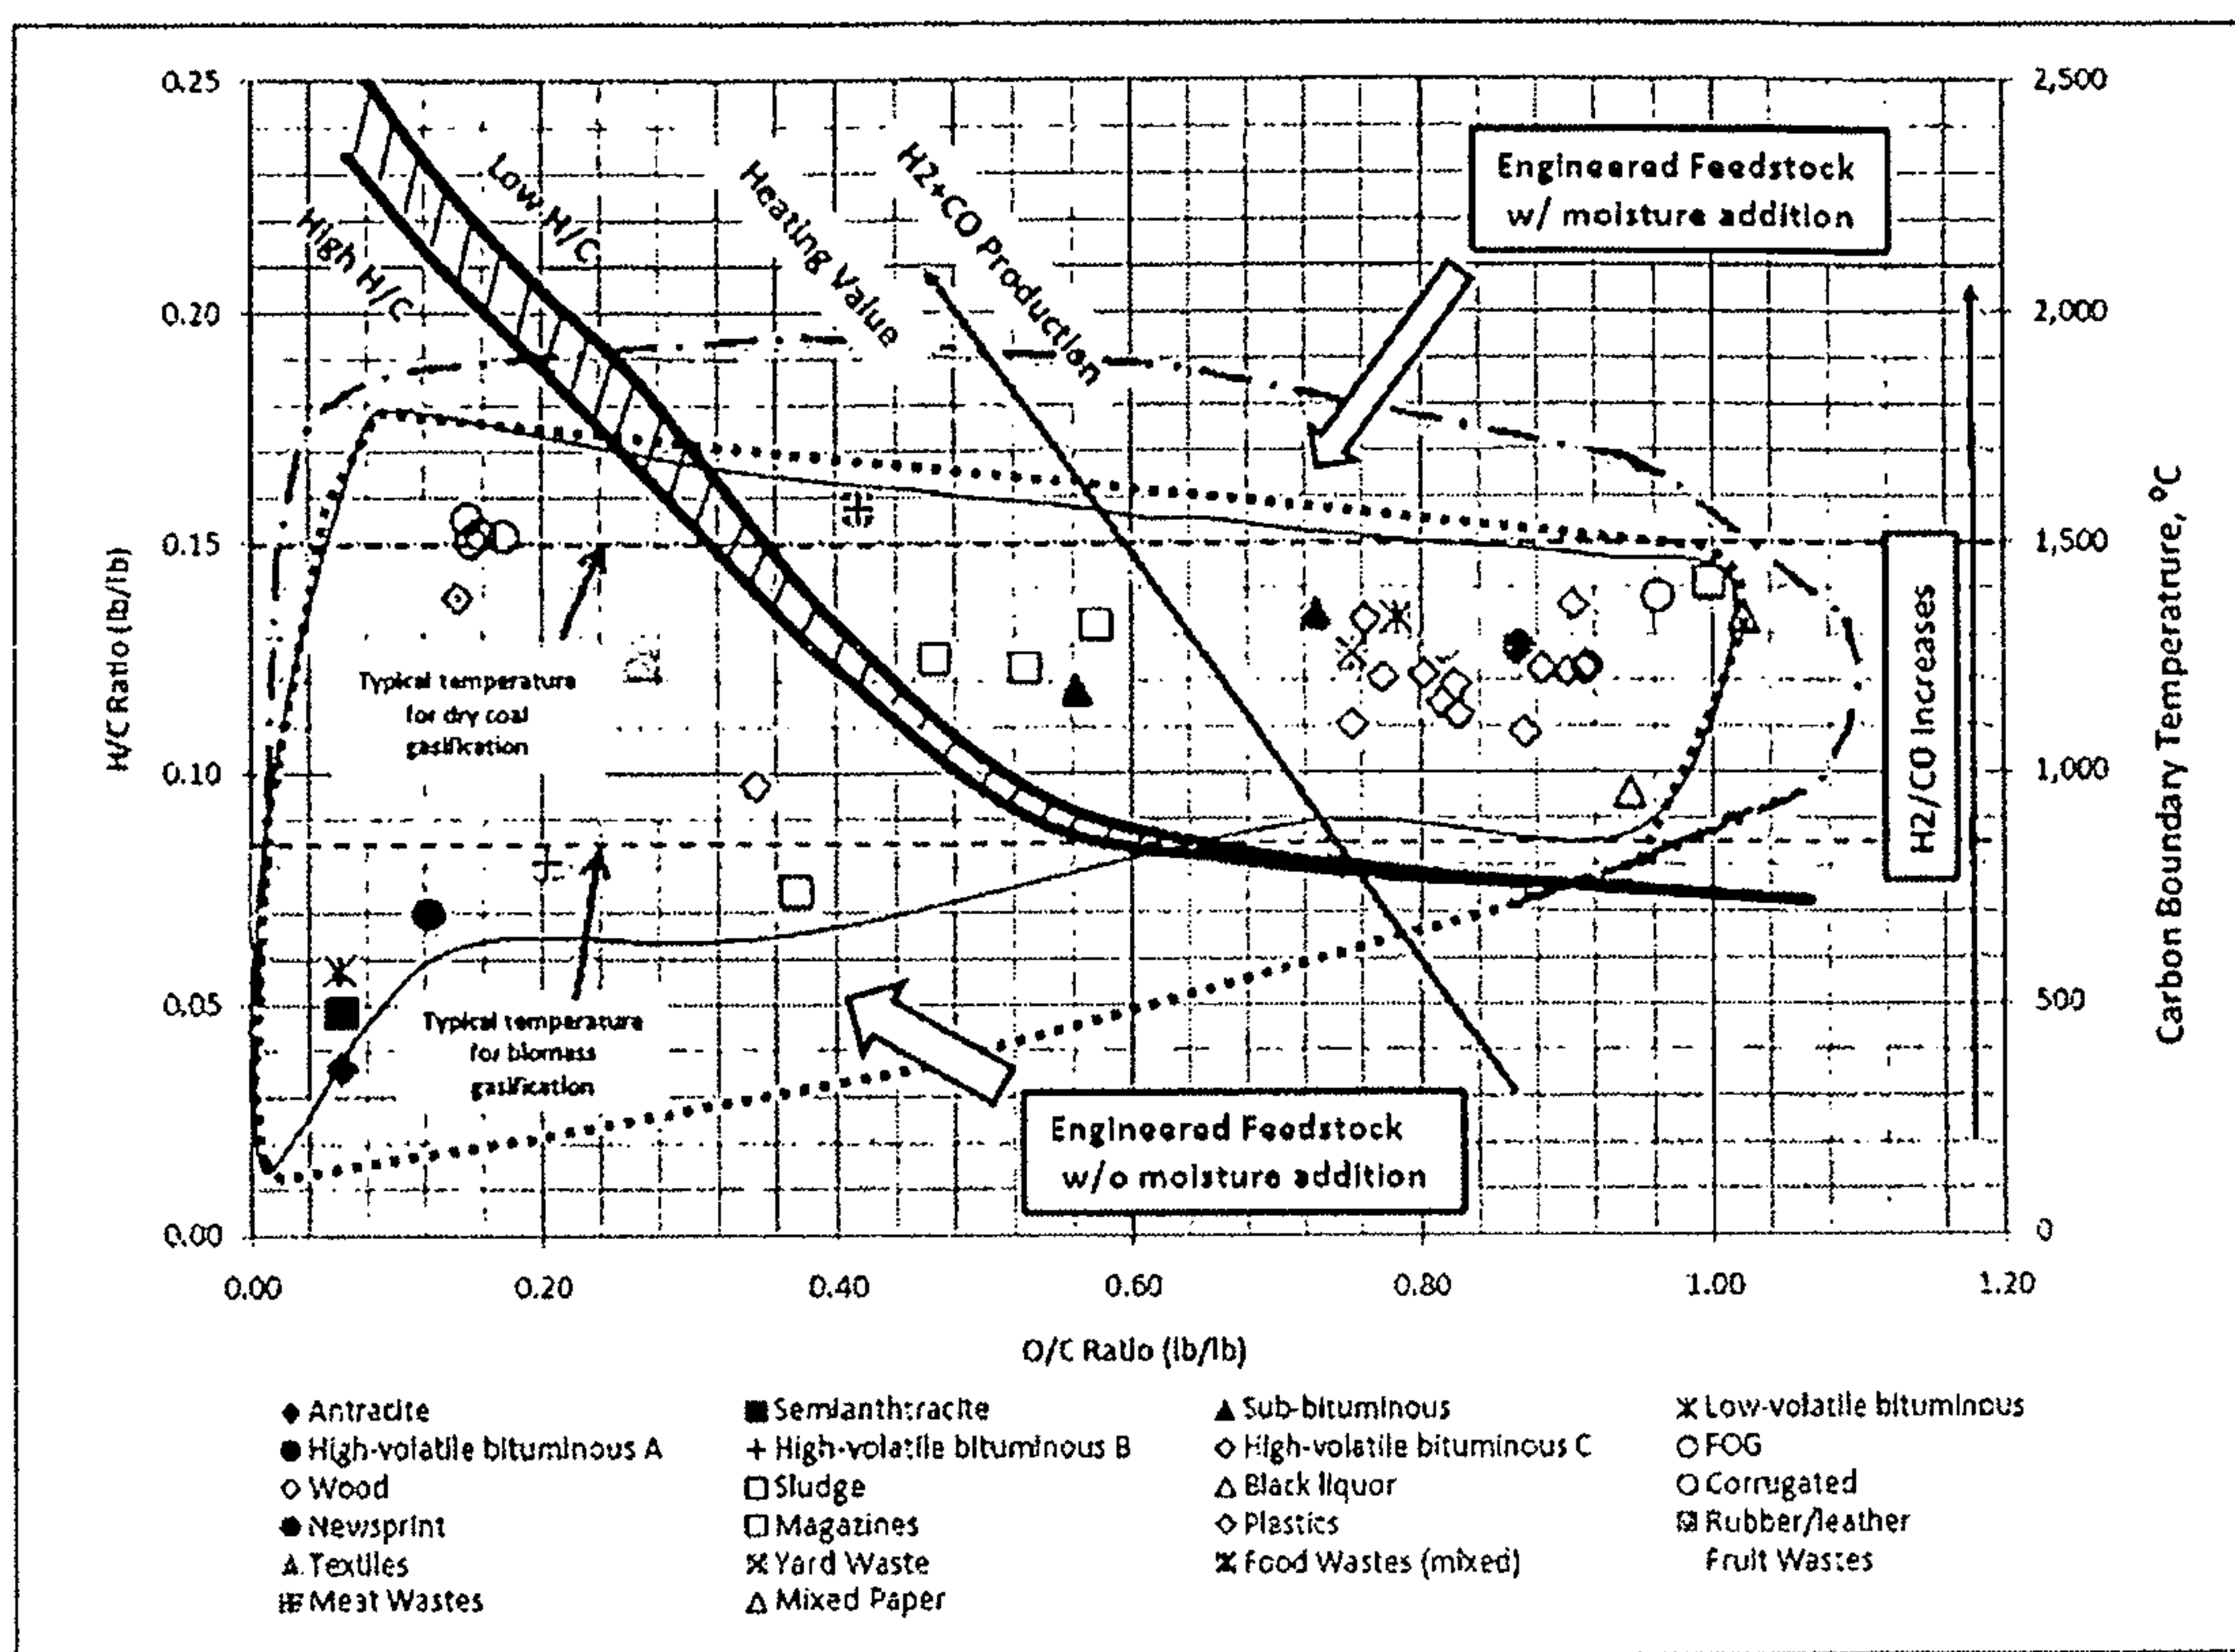 0.25
0.20
0.15
0.10
0.05
0.00
H/C Ratio (lb/lb)
Low H/C
High H/C
Heating Value
H2+CO Production
Engineered Feedstock
w/ moisture addition
Typical temperature
for dry coal
gasification
Typical temperature
for biomass
gasification
Engineered Feedstock
w/o moisture addition
H2/CO Increases
2,500
2,000
1,500
1,000
500
0
Carbon Boundary Temperatrure, °C
0.00 0.20 0.40 0.60 0.80 1.00 1.20
O/C Ratio (lb/lb)
Antracite Semianthtracite Sub-bituminous Low-volatile bituminous
High-volatile bituminous A High-volatile bituminous B High-volatile bituminous C FOG
Wood Sludge Black liquor Corrugated
Newsprint Magazines Plastics Rubber/leather
Textiles Yard Waste Food Wastes (mixed) Fruit Wastes
Meat Wastes Mixed Paper